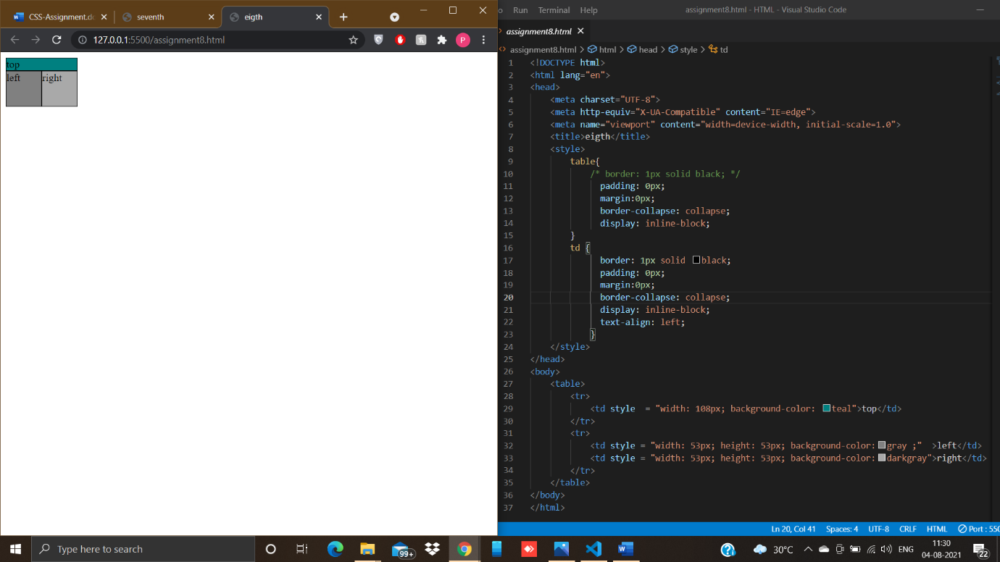 CSS-Assignment.do
seventh
eigth
127.0.0.1:5500/assignment8.html
P
top
left right
Run Terminal Help
assignment8.html - HTML - Visual Studio Code
assignment8.html
assignment8.html > html > head > style > td
1 <!DOCTYPE html>
2 <html lang="en">
3 <head>
4 <meta charset="UTF-8">
5 <meta http-equiv="X-UA-Compatible" content="IE=edge">
6 <meta name="viewport" content="width=device-width, initial-scale=1.0">
7 <title>eigth</title>
8 <style>
9 table{
10 /* border: 1px solid black; */
11 padding: 0px;
12 margin:0px;
13 border-collapse: collapse;
14 display: inline-block;
15 }
16 td {
17 border: 1px solid black;
18 padding: 0px;
19 margin:0px;
20 border-collapse: collapse;
21 display: inline-block;
22 text-align: left;
23 }
24 </style>
25 </head>
26 <body>
27 <table>
28 <tr>
29 <td style  = "width: 108px; background-color: teal">top</td>
30 </tr>
31 <tr>
32 <td style = "width: 53px; height: 53px; background-color:gray ;"  >left</td>
33 <td style = "width: 53px; height: 53px; background-color:darkgray">right</td>
34 </tr>
35 </table>
36 </body>
37 </html>
Ln 20, Col 41 Spaces: 4 UTF-8 CRLF HTML Port : 550
Type here to search
99+
30°C
ENG
11:30
04-08-2021
22